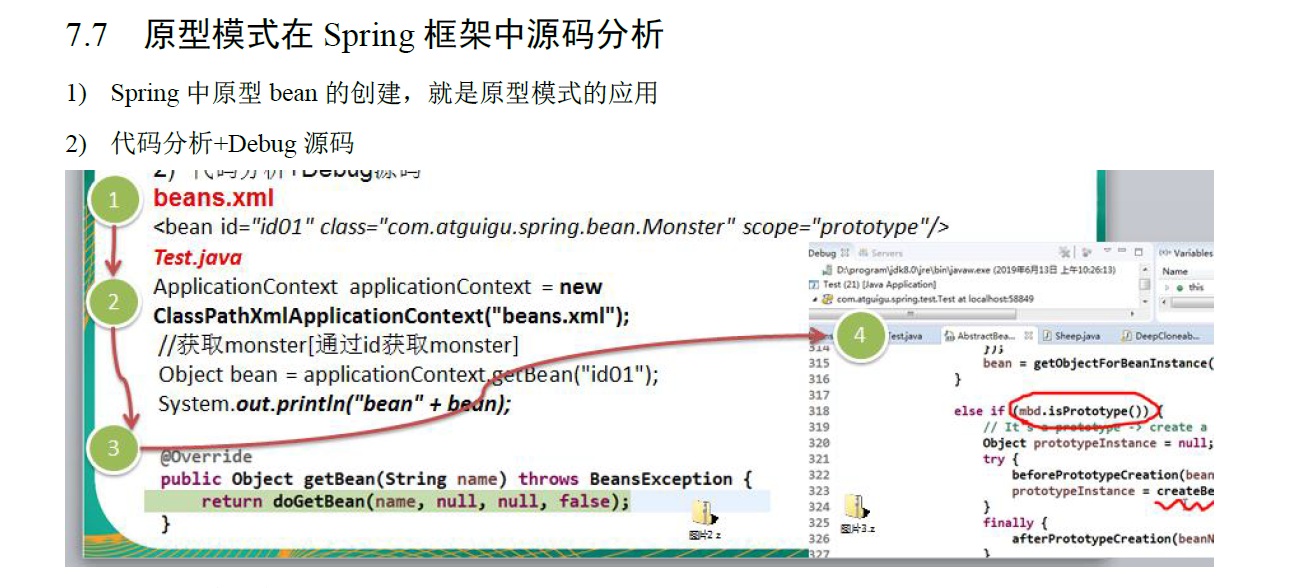 7.7 原型模式在 Spring 框架中源码分析
1) Spring 中原型 bean 的创建，就是原型模式的应用
2) 代码分析+Debug 源码
2) 代码分析+Debug源码
1
beans.xml
<bean id="id01" class="com.atguigu.spring.bean.Monster" scope="prototype"/>
Test.java
2
ApplicationContext applicationContext = new
ClassPathXmlApplicationContext("beans.xml");
//获取monster[通过id获取monster]
Object bean = applicationContext.getBean("id01");
System.out.println("bean" + bean);
3
@Override
public Object getBean(String name) throws BeansException {
return doGetBean(name, null, null, false);
}
图片2.z
Debug Servers
D:\program\jdk8.0\jre\bin\javaw.exe (2019年6月13日 上午10:26:13)
Test (21) [Java Application]
com.atguigu.spring.test.Test at localhost:58849
(x)= Variables
Name
this
4
Test.java AbstractBea... Sheep.java DeepCloneab...
314 });
315 bean = getObjectForBeanInstance(
316 }
317
318 else if (mbd.isPrototype()) {
319 // It's a prototype -> create a
320 Object prototypeInstance = null;
321 try {
322 beforePrototypeCreation(bean
323 prototypeInstance = createBe
324 }
325 finally {
326 afterPrototypeCreation(beanN
327 }
图片3.z